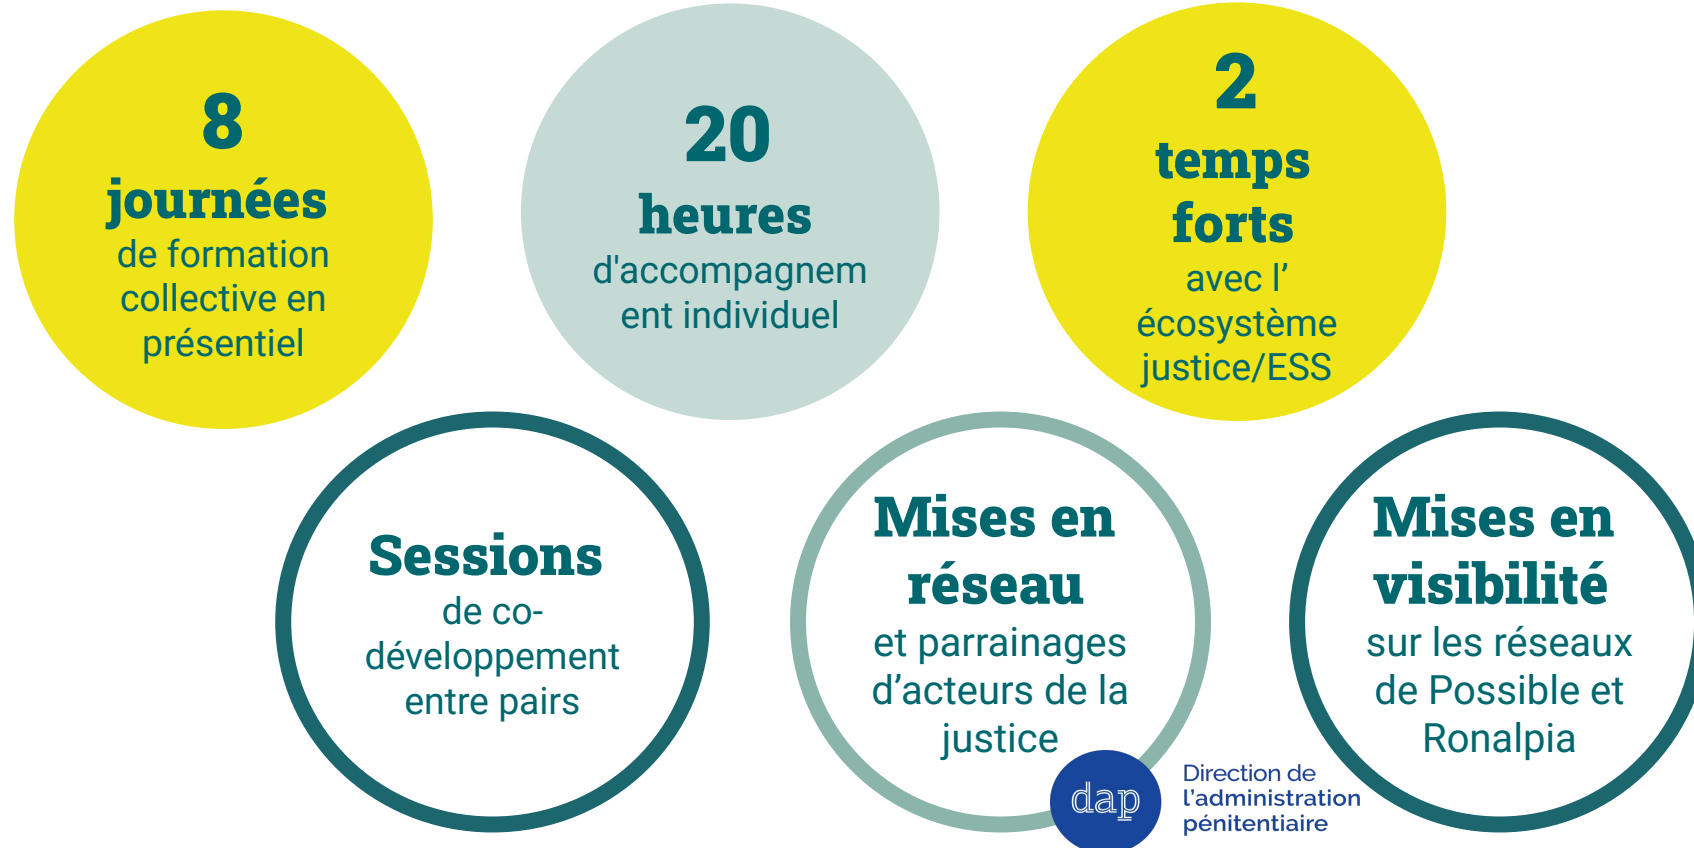 8
journées
de formation
collective en
présentiel
20
heures
d'accompagnem
ent individuel
2
temps
forts
avec l’
écosystème
justice/ESS
Sessions
de co-
développement
entre pairs
Mises en
réseau
et parrainages
d’acteurs de la
justice
dap
Direction de
l’administration
pénitentiaire
Mises en
visibilité
sur les réseaux
de Possible et
Ronalpia